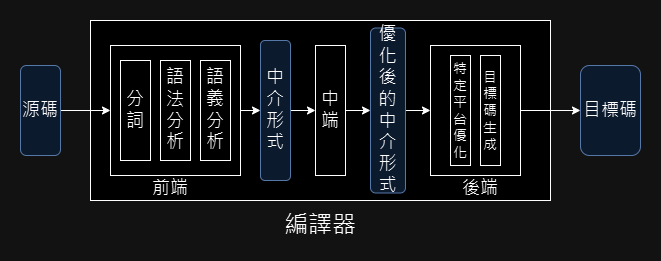 源碼
分詞
語法分析
語義分析
前端
中介形式
中端
優化後的中介形式
特定平台優化
目標碼生成
後端
目標碼
編譯器